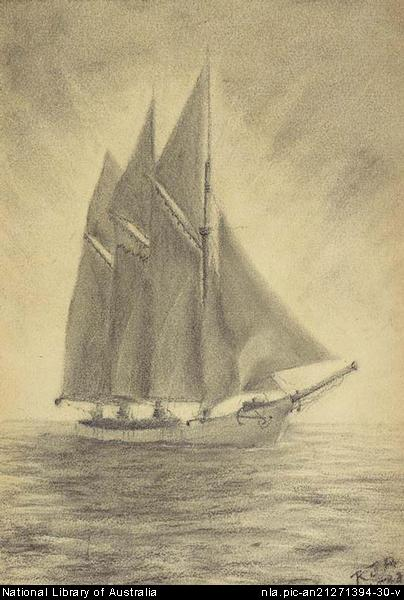 National Library of Australia
nla.pic-an21271394-30-v